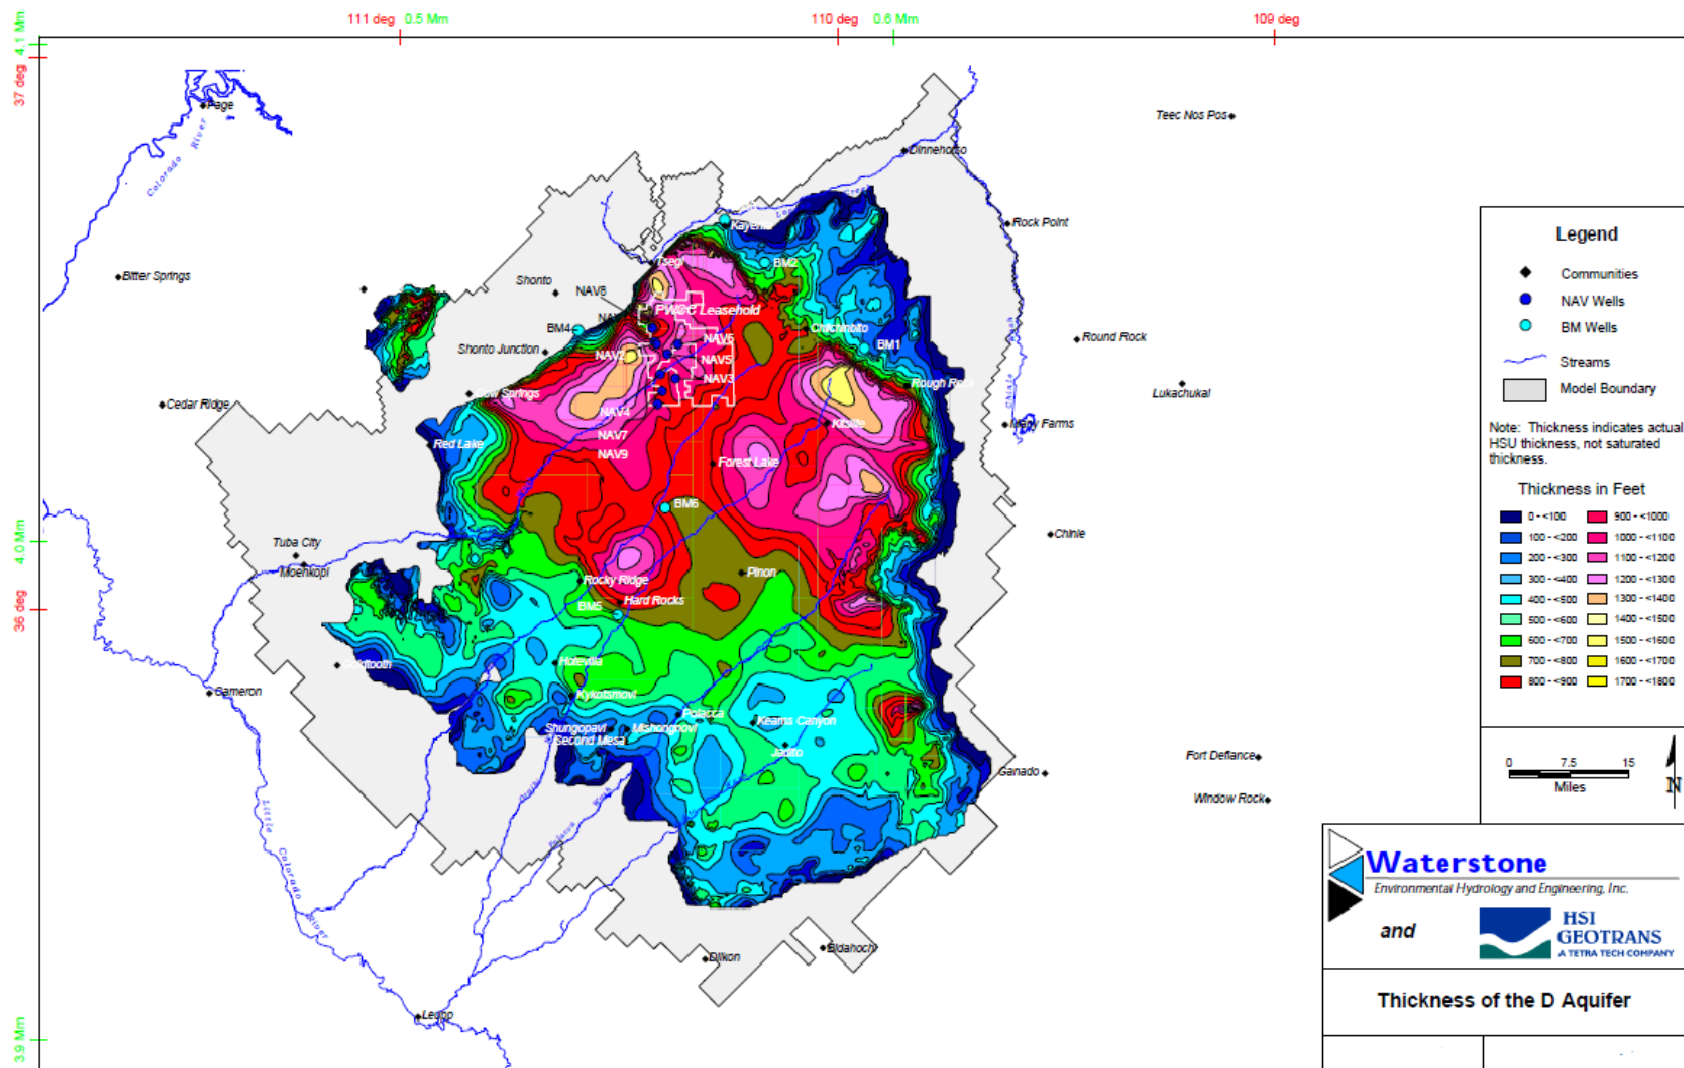 111 deg 0.5 Mm
110 deg 0.6 Mm
109 deg
4.1 Mm
37 deg
4.0 Mm
36 deg
3.9 Mm
Page
Colorado River
Teec Nos Pos
Dinnehotso
Rock Point
Kayenta
Bitter Springs
Tsegi
BM2
Shonto
NAV8
PWCC Leasehold
BM4
Chilchinbito
Round Rock
NAV6
BM1
Shonto Junction
NAV2
NAV5
NAV3
Rough Rock
Lukachukai
Cow Springs
Cedar Ridge
NAV4
Kitsillie
Many Farms
Chinle Wash
NAV7
Red Lake
NAV9
Forest Lake
BM6
Chinle
Tuba City
Moenkopi
Rocky Ridge
Pinon
Hard Rocks
BM5
Hotevilla
Cameron
Kykotsmovi
Polacca
Keams Canyon
Shungopavi
Mishongnovi
Second Mesa
Jadito
Ganado
Fort Defiance
Window Rock
Polacca Wash
Little Colorado River
Bidahochi
Dilkon
Leupp
Legend
Communities
NAV Wells
BM Wells
Streams
Model Boundary
Note: Thickness indicates actual
HSU thickness, not saturated
thickness.
Thickness in Feet
0 - <100 900 - <1000
100 - <200 1000 - <1100
200 - <300 1100 - <1200
300 - <400 1200 - <1300
400 - <500 1300 - <1400
500 - <600 1400 - <1500
600 - <700 1500 - <1600
700 - <800 1600 - <1700
800 - <900 1700 - <1800
0 7.5 15
Miles
N
Waterstone
Environmental Hydrology and Engineering, Inc.
and
HSI
GEOTRANS
A TETRA TECH COMPANY
Thickness of the D Aquifer